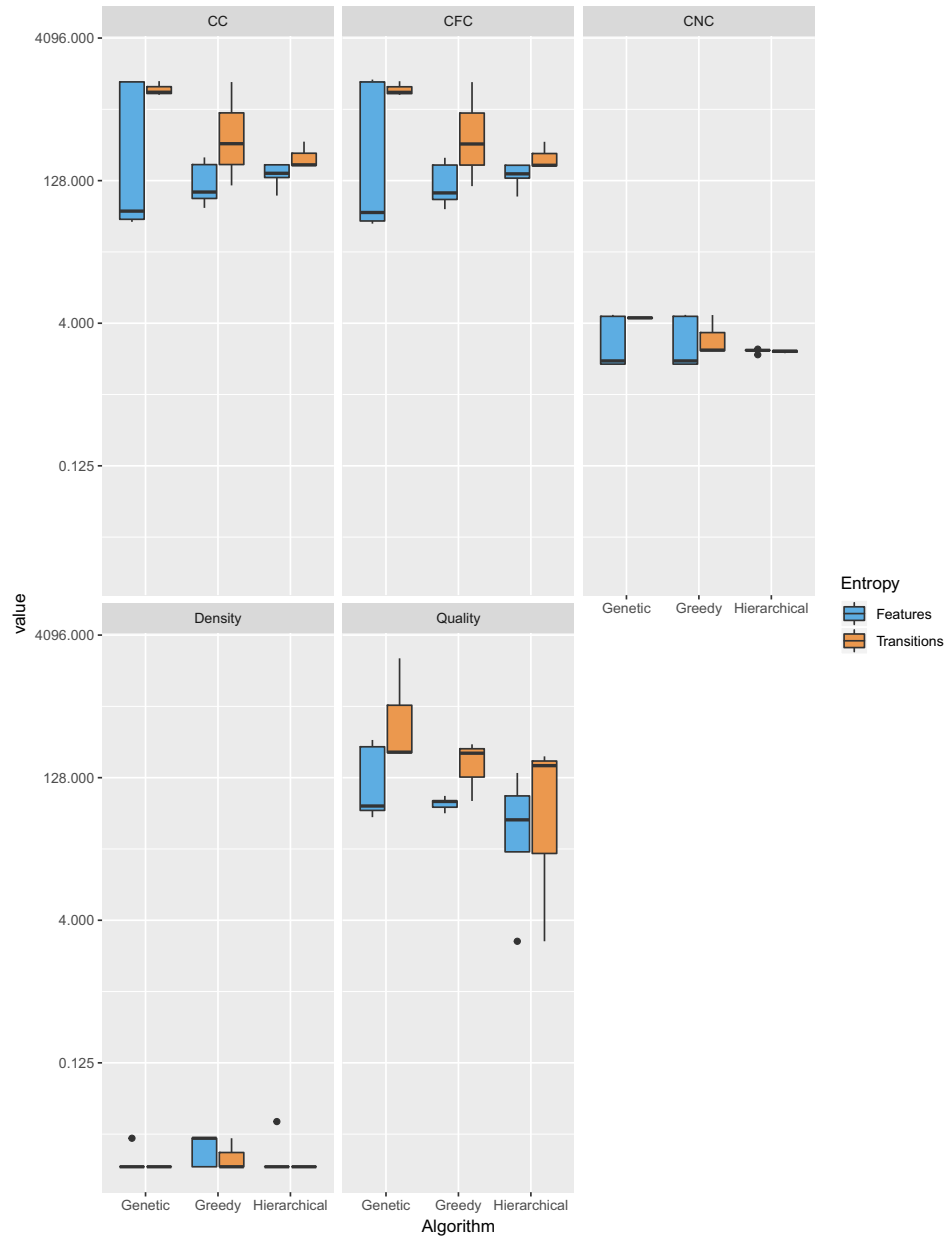 CC CFC CNC
4096.000
128.000
4.000
0.125
Genetic Greedy Hierarchical
value
Density Quality
4096.000
128.000
4.000
0.125
Genetic Greedy Hierarchical Genetic Greedy Hierarchical
Algorithm
Entropy
Features
Transitions